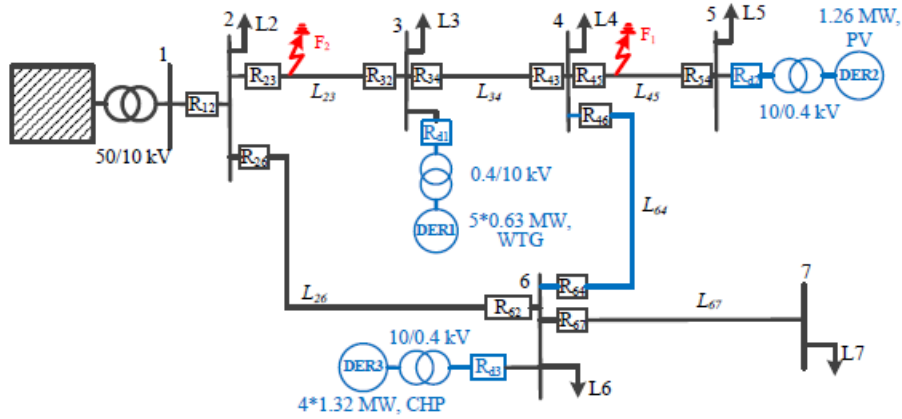 2
L2
3
L3
4
L4
5
L5
1.26 MW,
PV
1
F₂
F₁
R₁₂
R₂₃
R₃₂
R₃₄
R₄₃
R₄₅
R₅₄
DER2
L₂₃
L₃₄
L₄₅
10/0.4 kV
50/10 kV
R₂₆
R_d1
R₄₆
0.4/10 kV
L₆₄
DER1
5*0.63 MW,
WTG
6
7
R₆₄
L₂₆
R₆₂
R₆₇
L₆₇
10/0.4 kV
DER3
R_d3
L6
L7
4*1.32 MW, CHP